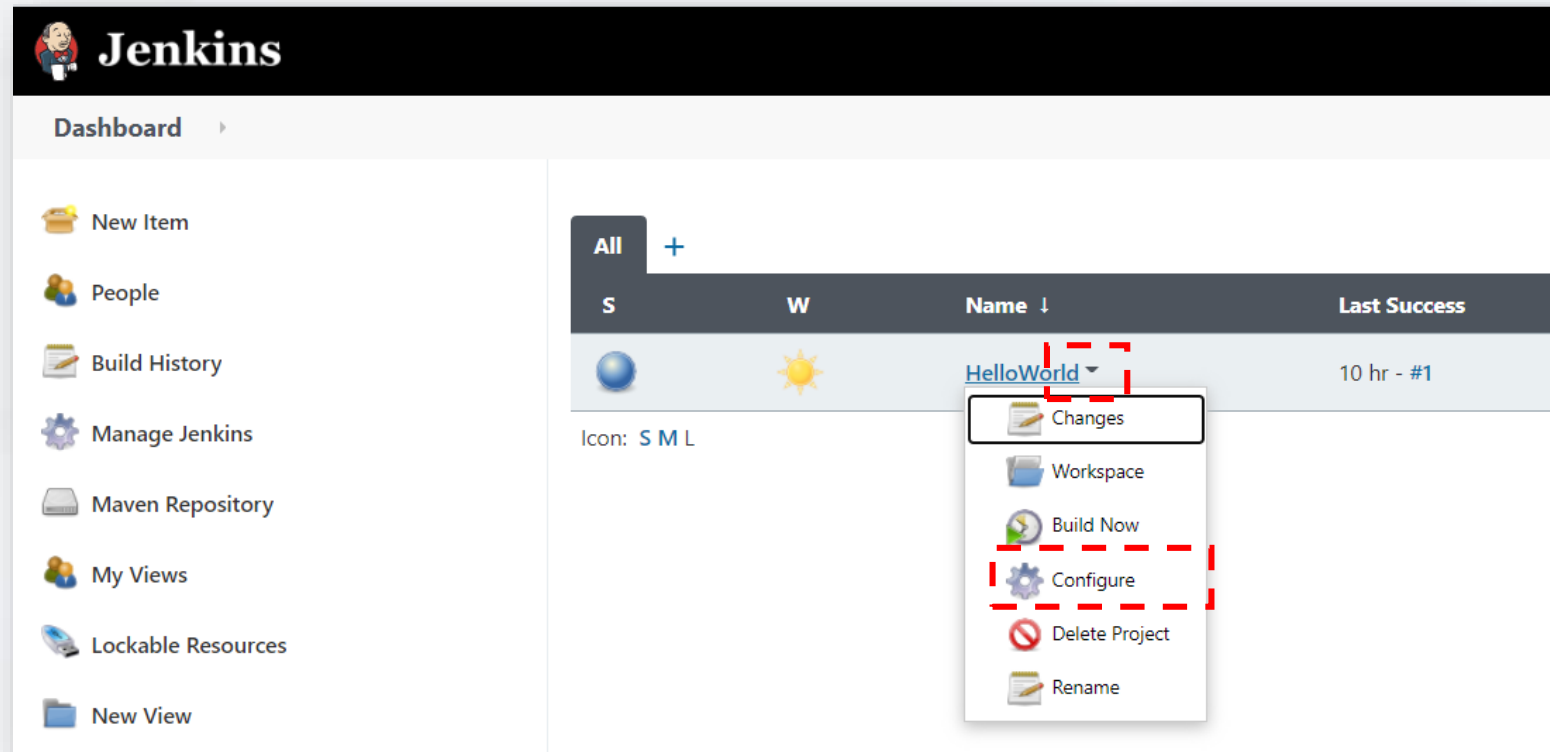 Jenkins
Dashboard
New Item
People
Build History
Manage Jenkins
Maven Repository
My Views
Lockable Resources
New View
All +
S W Name ↓ Last Success
HelloWorld 10 hr - #1
Changes
Workspace
Build Now
Configure
Delete Project
Rename
Icon: S M L